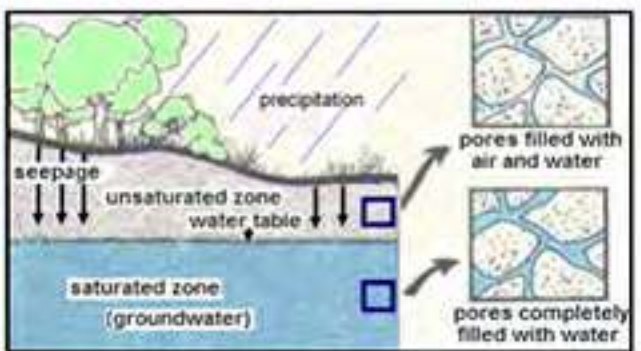 precipitation
pores filled with
air and water
seepage
unsaturated zone
water table
saturated zone
(groundwater)
pores completely
filled with water